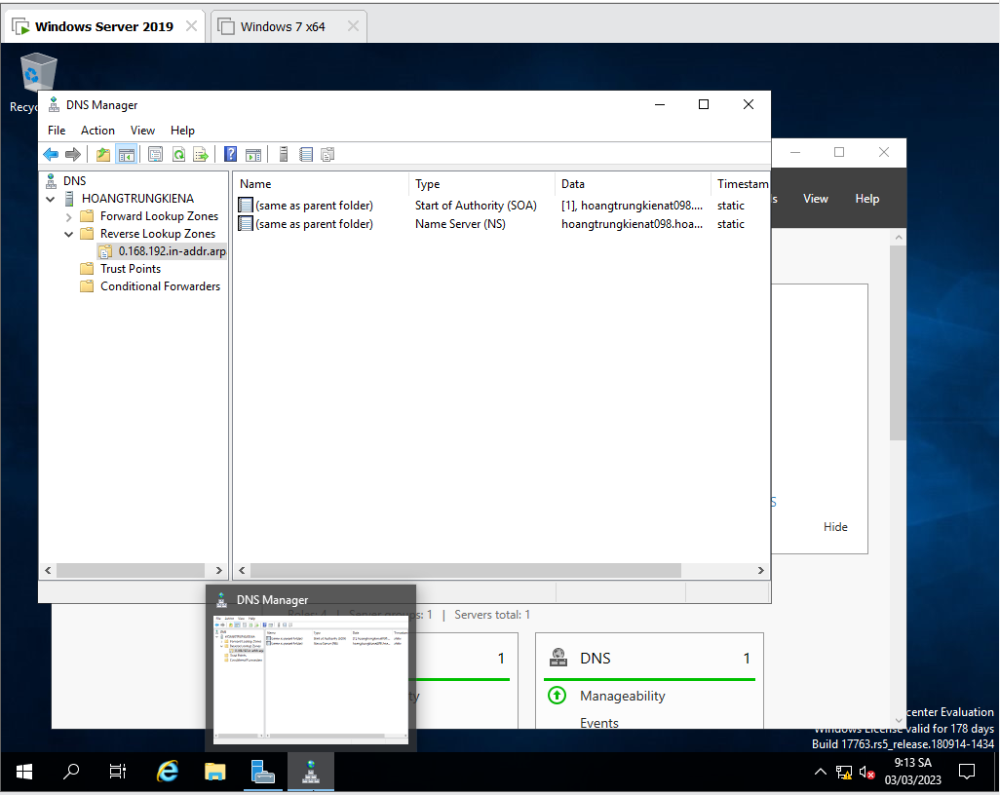 Windows Server 2019
Windows 7 x64
DNS Manager
File Action View Help
DNS
HOANGTRUNGKIENA
Forward Lookup Zones
Reverse Lookup Zones
0.168.192.in-addr.arp
Trust Points
Conditional Forwarders
Name Type Data Timestam
(same as parent folder) Start of Authority (SOA) [1], hoangtrungkienat098.... static
(same as parent folder) Name Server (NS) hoangtrungkienat098.hoa... static
View Help
Hide
DNS Manager
Roles: 4 | Server groups: 1 | Servers total: 1
1
DNS 1
Manageability
Events
center Evaluation
Windows License valid for 178 days
Build 17763.rs5_release.180914-1434
9:13 SA
03/03/2023